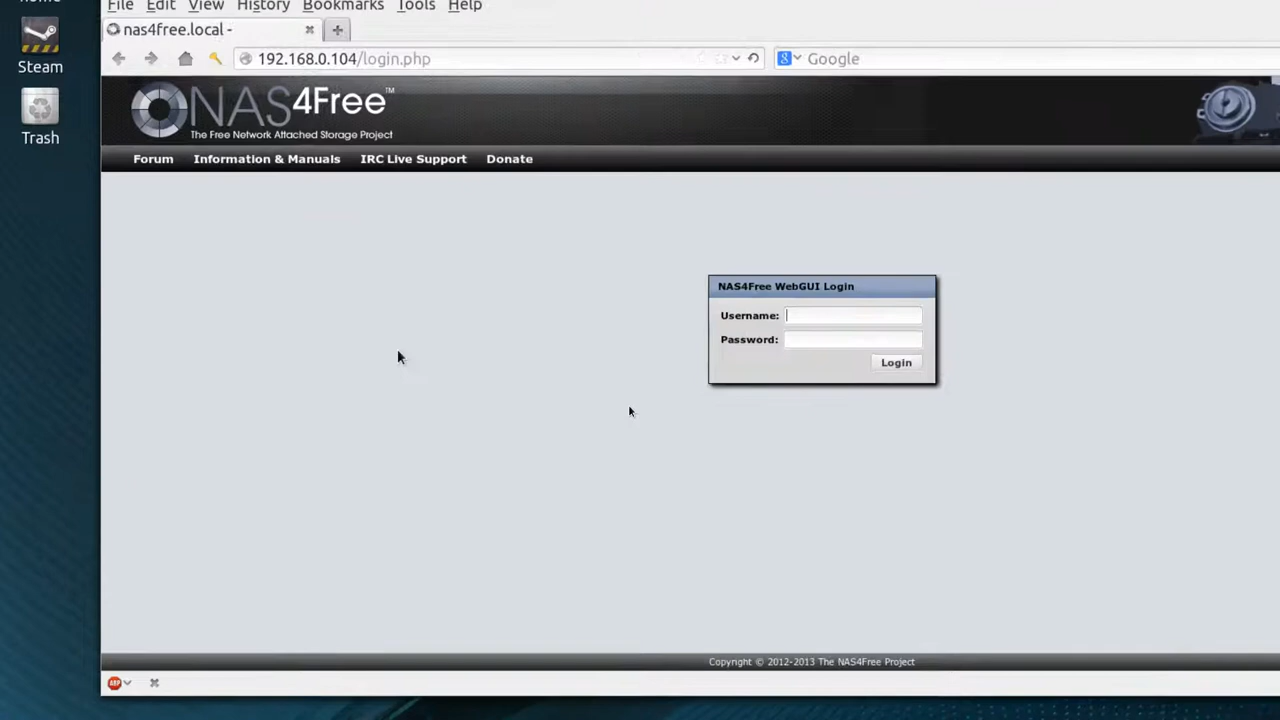 File Edit View History Bookmarks Tools Help
Steam
nas4free.local -
192.168.0.104/login.php
Google
Trash
NAS4Free™
The Free Network Attached Storage Project
Forum Information & Manuals IRC Live Support Donate
NAS4Free WebGUI Login
Username:
Password:
Login
Copyright © 2012-2013 The NAS4Free Project
ABP